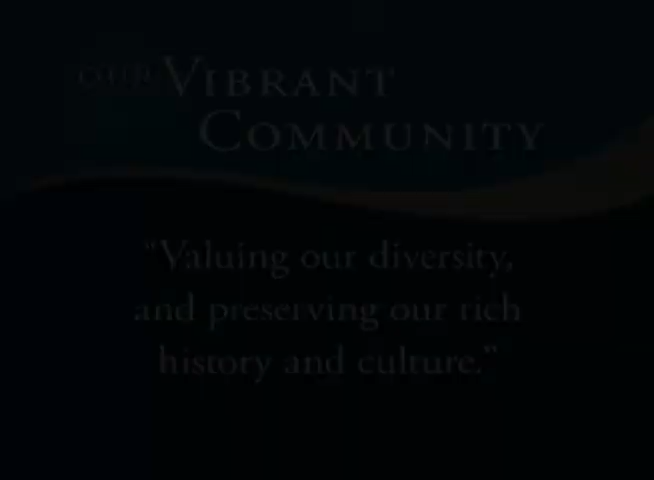 OUR VIBRANT
COMMUNITY
“Valuing our diversity,
and preserving our rich
history and culture.”